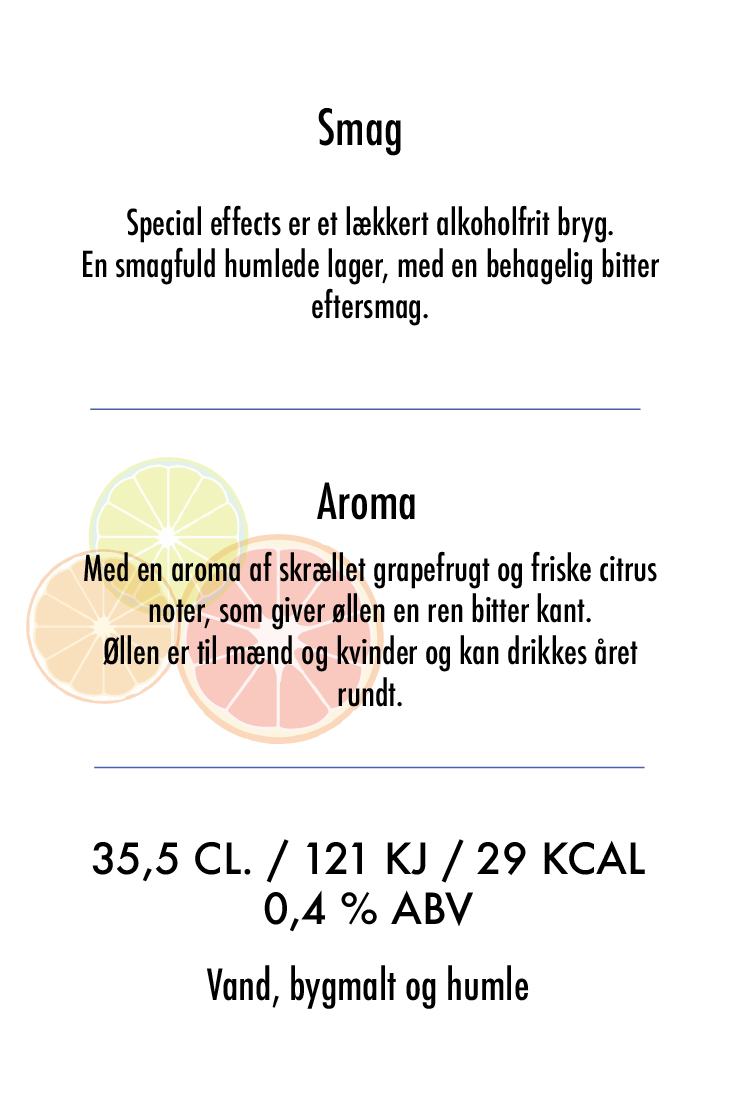 Smag
Special effects er et lækkert alkoholfrit bryg.
En smagfuld humlede lager, med en behagelig bitter
eftersmag.
Aroma
Med en aroma af skrællet grapefrugt og friske citrus
noter, som giver øllen en ren bitter kant.
Øllen er til mænd og kvinder og kan drikkes året
rundt.
35,5 CL. / 121 KJ / 29 KCAL
0,4 % ABV
Vand, bygmalt og humle